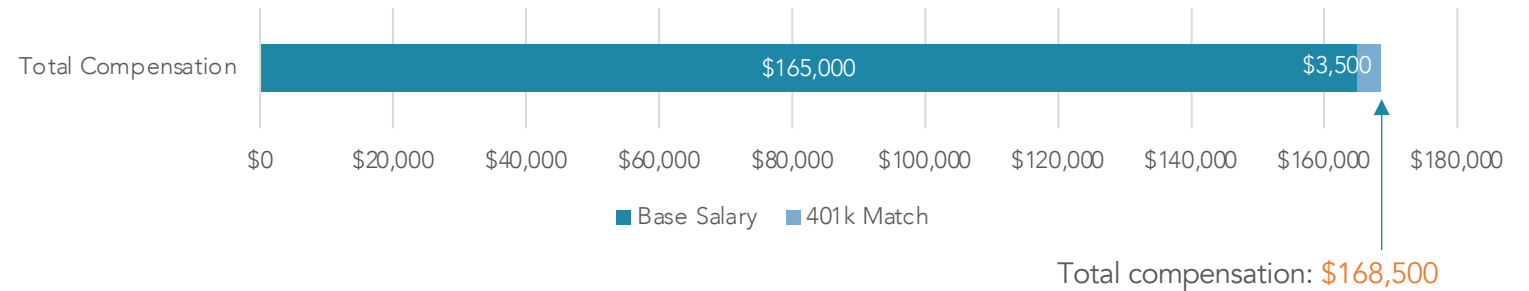 Total Compensation
$165,000
$3,500
$0 $20,000 $40,000 $60,000 $80,000 $100,000 $120,000 $140,000 $160,000 $180,000
Base Salary 401k Match
Total compensation: $168,500